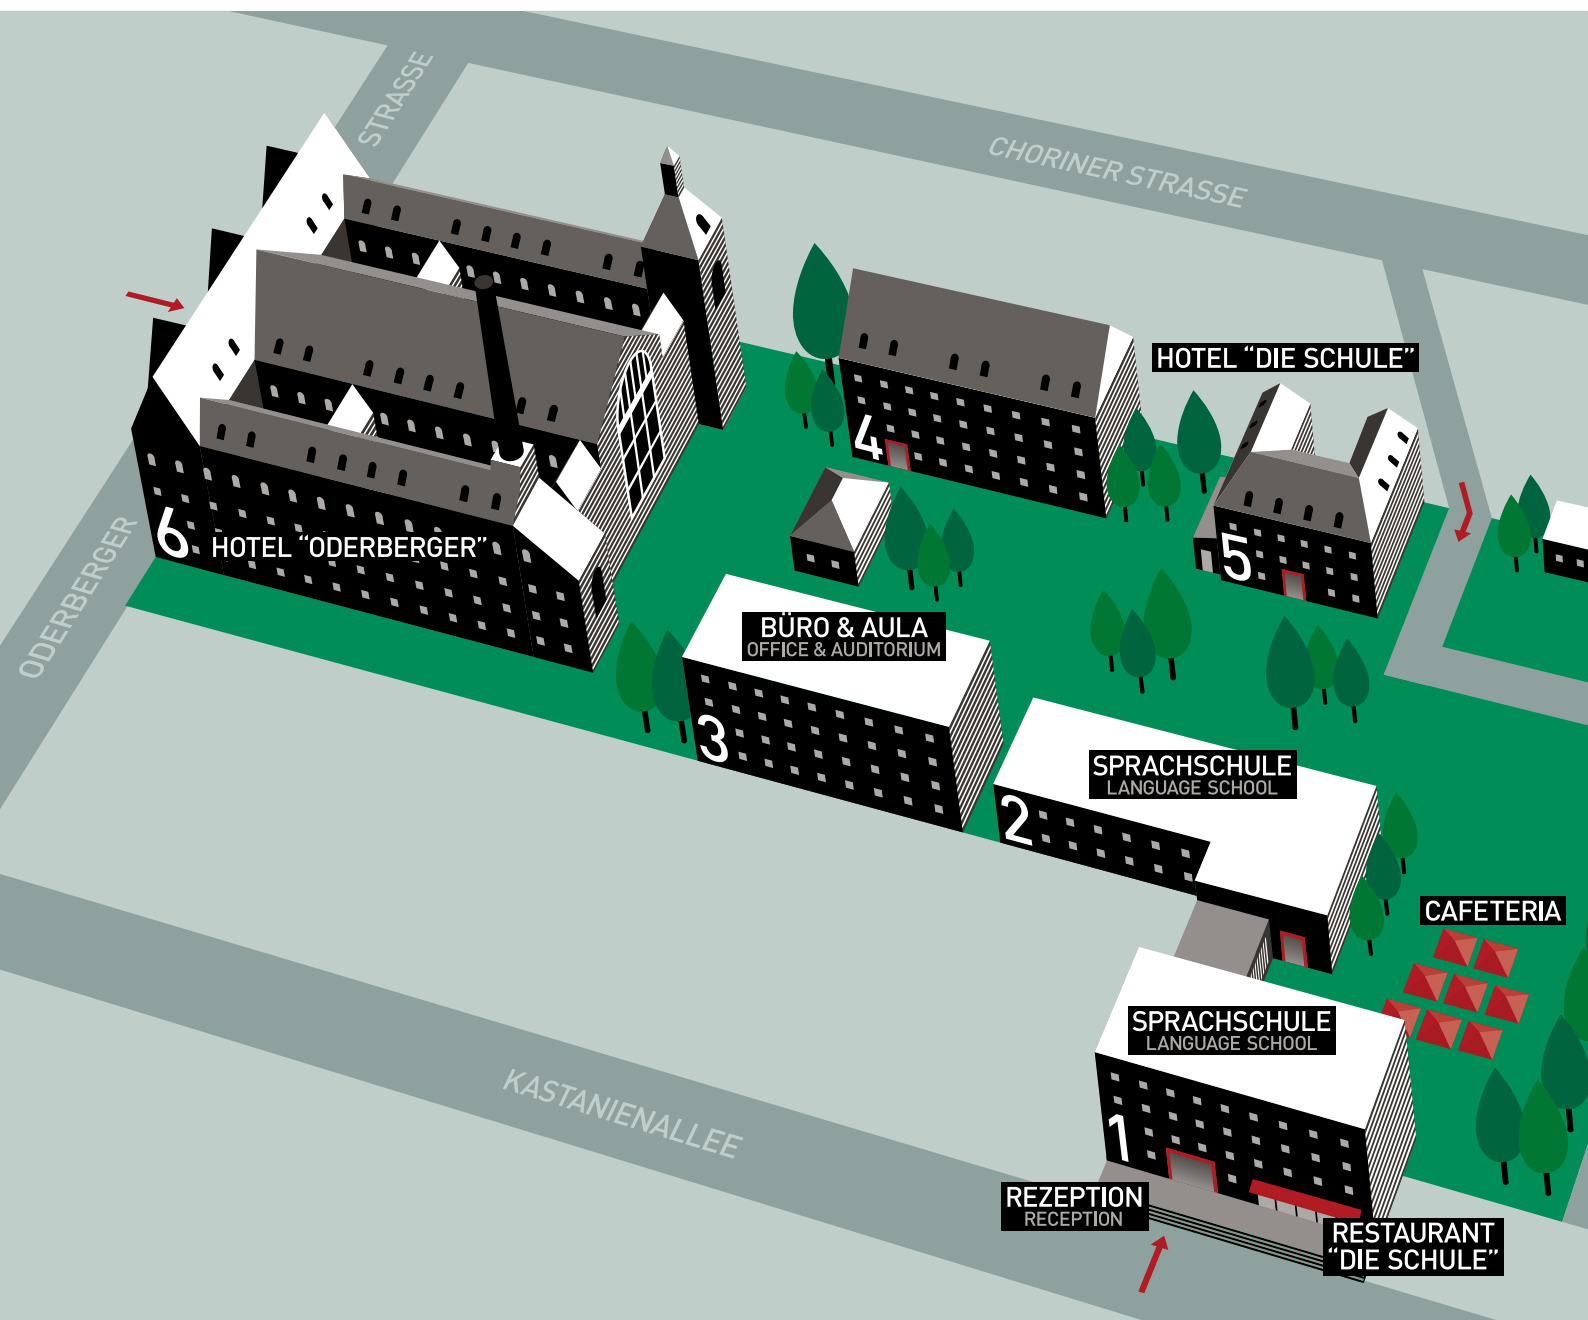 STRASSE
CHORINER STRASSE
HOTEL “DIE SCHULE”
4
5
6
HOTEL “ODERBERGER”
ODERBERGER
BÜRO & AULA
OFFICE & AUDITORIUM
3
SPRACHSCHULE
LANGUAGE SCHOOL
2
CAFETERIA
SPRACHSCHULE
LANGUAGE SCHOOL
1
KASTANIENALLEE
REZEPTION
RECEPTION
RESTAURANT
“DIE SCHULE”